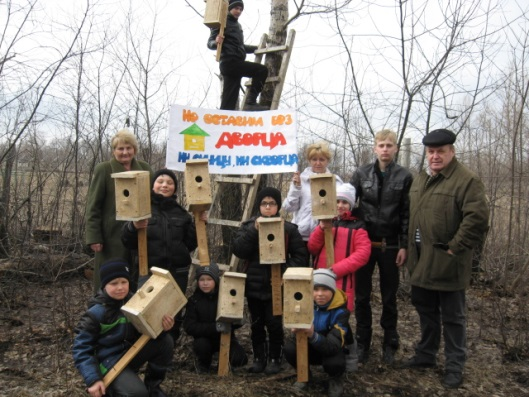 НЕ ОСТАВИМ БЕЗ
ДВОРЦА
НИ СИНИЦУ, НИ СКВОРЦА